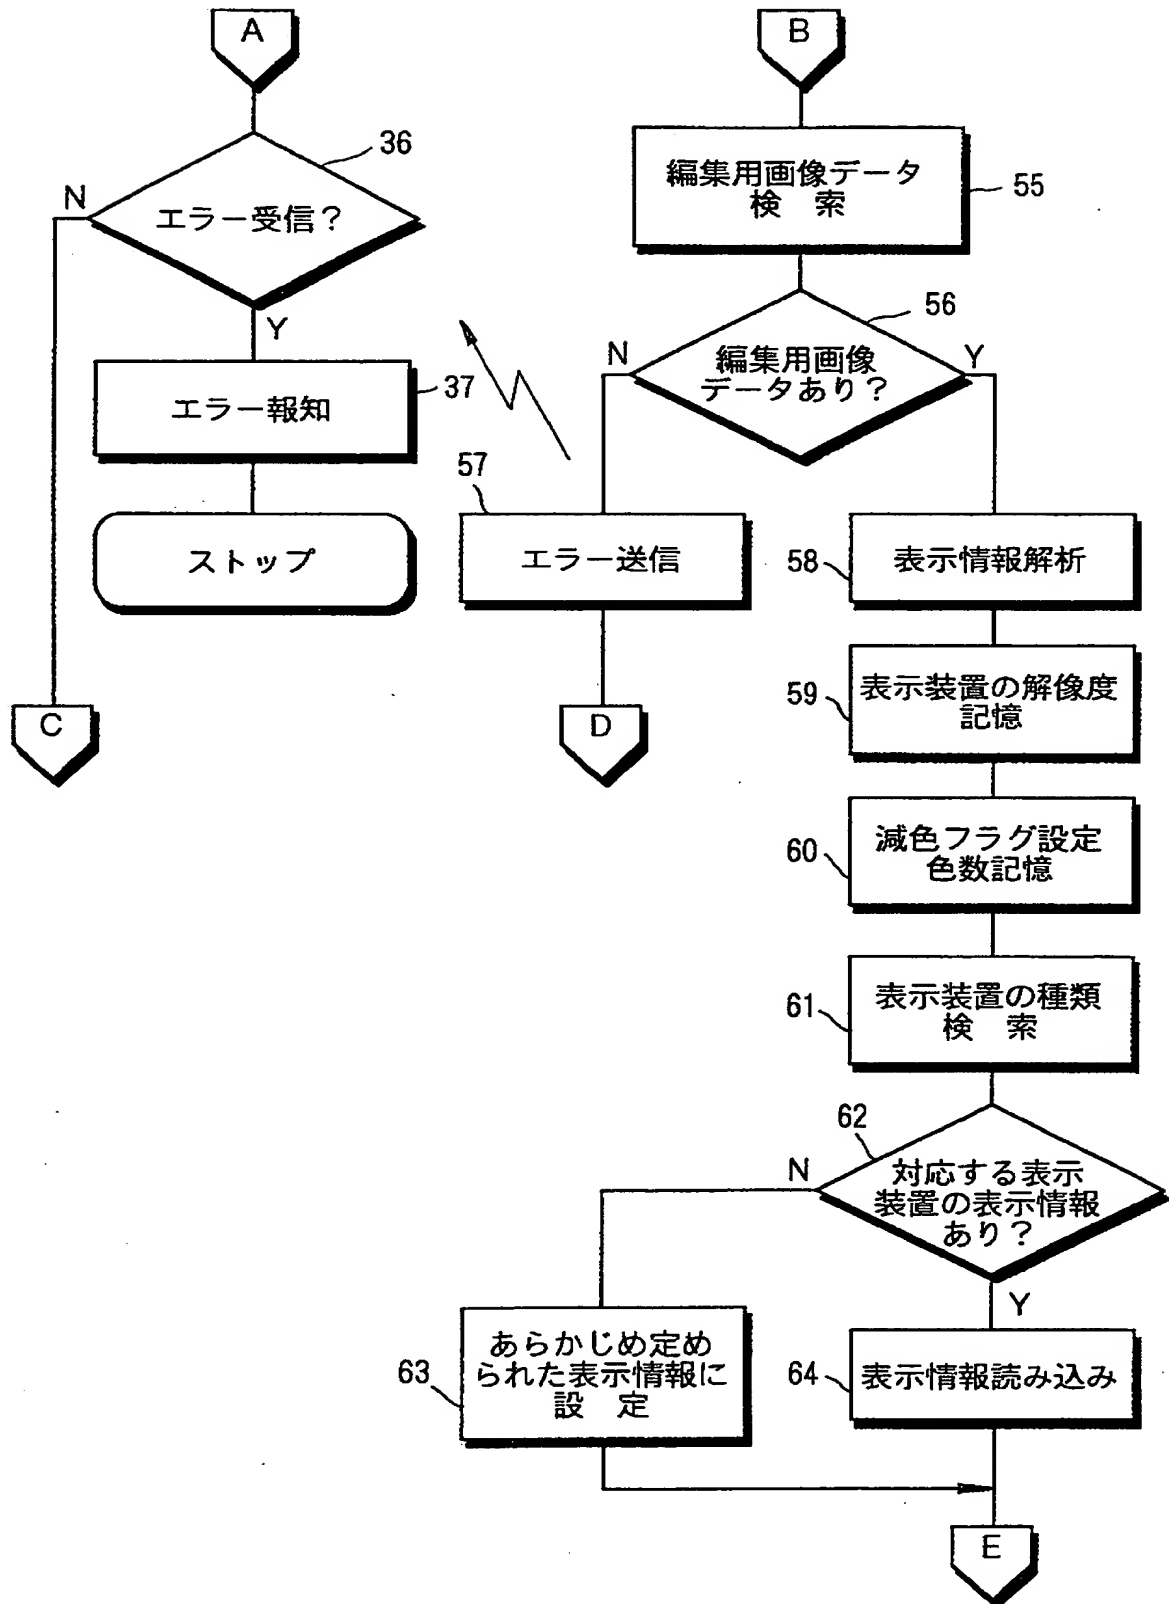 A
36
N
エラー受信？
Y
37
エラー報知
ストップ
C
B
編集用画像データ
検　索
55
56
N
編集用画像
データあり？
Y
57
エラー送信
D
58
表示情報解析
59
表示装置の解像度
記憶
60
減色フラグ設定
色数記憶
61
表示装置の種類
検　索
62
N
対応する表示
装置の表示情報
あり？
Y
63
あらかじめ定め
られた表示情報に
設　定
64
表示情報読み込み
E